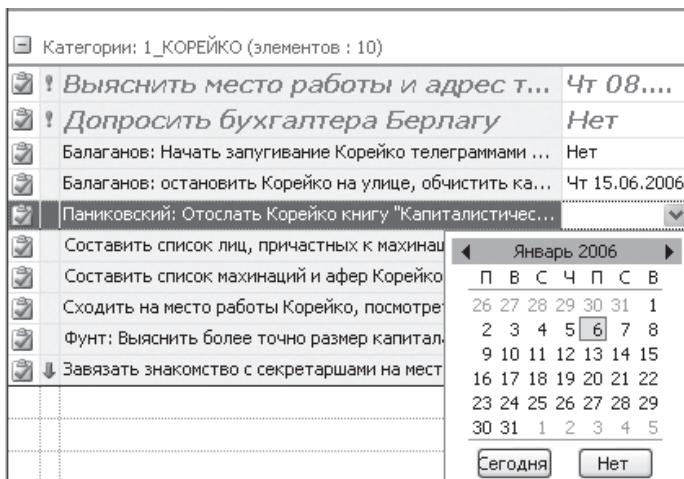 Категории: 1_КОРЕЙКО (элементов : 10)
Выяснить место работы и адрес т... Чт 08....
Допросить бухгалтера Берлагу Нет
Балаганов: Начать запугивание Корейко телеграммами ... Нет
Балаганов: остановить Корейко на улице, обчистить ка... Чт 15.06.2006
Паниковский: Отослать Корейко книгу "Капиталистичес...
Составить список лиц, причастных к махинац
Составить список махинаций и афер Корейко
Сходить на место работы Корейко, посмотрет
Фунт: Выяснить более точно размер капитал
Завязать знакомство с секретаршами на мест
Январь 2006
П В С Ч П С В
26 27 28 29 30 31 1
2 3 4 5 6 7 8
9 10 11 12 13 14 15
16 17 18 19 20 21 22
23 24 25 26 27 28 29
30 31 1 2 3 4 5
Сегодня Нет